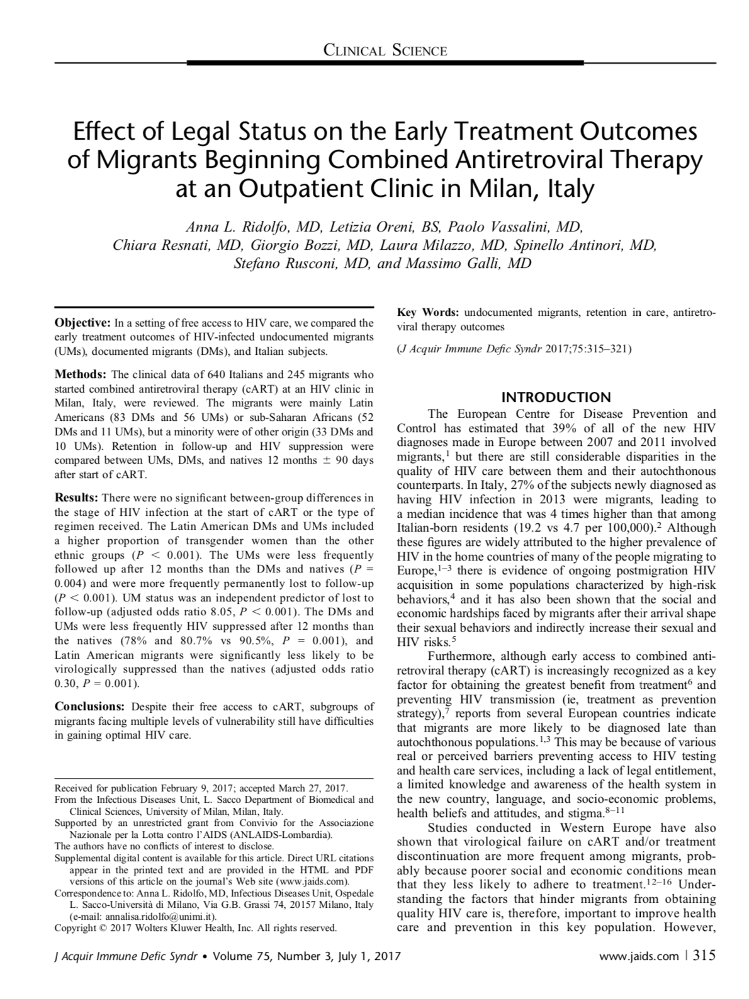 CLINICAL SCIENCE
Effect of Legal Status on the Early Treatment Outcomes
of Migrants Beginning Combined Antiretroviral Therapy
at an Outpatient Clinic in Milan, Italy
Anna L. Ridolfo, MD, Letizia Oreni, BS, Paolo Vassalini, MD,
Chiara Resnati, MD, Giorgio Bozzi, MD, Laura Milazzo, MD, Spinello Antinori, MD,
Stefano Rusconi, MD, and Massimo Galli, MD
Objective: In a setting of free access to HIV care, we compared the
early treatment outcomes of HIV-infected undocumented migrants
(UMs), documented migrants (DMs), and Italian subjects.
Methods: The clinical data of 640 Italians and 245 migrants who
started combined antiretroviral therapy (cART) at an HIV clinic in
Milan, Italy, were reviewed. The migrants were mainly Latin
Americans (83 DMs and 56 UMs) or sub-Saharan Africans (52
DMs and 11 UMs), but a minority were of other origin (33 DMs and
10 UMs). Retention in follow-up and HIV suppression were
compared between UMs, DMs, and natives 12 months ± 90 days
after start of cART.
Results: There were no significant between-group differences in
the stage of HIV infection at the start of cART or the type of
regimen received. The Latin American DMs and UMs included
a higher proportion of transgender women than the other
ethnic groups (P < 0.001). The UMs were less frequently
followed up after 12 months than the DMs and natives (P =
0.004) and were more frequently permanently lost to follow-up
(P < 0.001). UM status was an independent predictor of lost to
follow-up (adjusted odds ratio 8.05, P < 0.001). The DMs and
UMs were less frequently HIV suppressed after 12 months than
the natives (78% and 80.7% vs 90.5%, P = 0.001), and
Latin American migrants were significantly less likely to be
virologically suppressed than the natives (adjusted odds ratio
0.30, P = 0.001).
Conclusions: Despite their free access to cART, subgroups of
migrants facing multiple levels of vulnerability still have difficulties
in gaining optimal HIV care.
Received for publication February 9, 2017; accepted March 27, 2017.
From the Infectious Diseases Unit, L. Sacco Department of Biomedical and
Clinical Sciences, University of Milan, Milan, Italy.
Supported by an unrestricted grant from Convivio for the Associazione
Nazionale per la Lotta contro l'AIDS (ANLAIDS-Lombardia).
The authors have no conflicts of interest to disclose.
Supplemental digital content is available for this article. Direct URL citations
appear in the printed text and are provided in the HTML and PDF
versions of this article on the journal's Web site (www.jaids.com).
Correspondence to: Anna L. Ridolfo, MD, Infectious Diseases Unit, Ospedale
L. Sacco-Università di Milano, Via G.B. Grassi 74, 20157 Milano, Italy
(e-mail: annalisa.ridolfo@unimi.it).
Copyright © 2017 Wolters Kluwer Health, Inc. All rights reserved.
Key Words: undocumented migrants, retention in care, antiretro-
viral therapy outcomes
(J Acquir Immune Defic Syndr 2017;75:315–321)
INTRODUCTION
The European Centre for Disease Prevention and
Control has estimated that 39% of all of the new HIV
diagnoses made in Europe between 2007 and 2011 involved
migrants,1 but there are still considerable disparities in the
quality of HIV care between them and their autochthonous
counterparts. In Italy, 27% of the subjects newly diagnosed as
having HIV infection in 2013 were migrants, leading to
a median incidence that was 4 times higher than that among
Italian-born residents (19.2 vs 4.7 per 100,000).2 Although
these figures are widely attributed to the higher prevalence of
HIV in the home countries of many of the people migrating to
Europe,1–3 there is evidence of ongoing postmigration HIV
acquisition in some populations characterized by high-risk
behaviors,4 and it has also been shown that the social and
economic hardships faced by migrants after their arrival shape
their sexual behaviors and indirectly increase their sexual and
HIV risks.5
Furthermore, although early access to combined anti-
retroviral therapy (cART) is increasingly recognized as a key
factor for obtaining the greatest benefit from treatment6 and
preventing HIV transmission (ie, treatment as prevention
strategy),7 reports from several European countries indicate
that migrants are more likely to be diagnosed late than
autochthonous populations.1,3 This may be because of various
real or perceived barriers preventing access to HIV testing
and health care services, including a lack of legal entitlement,
a limited knowledge and awareness of the health system in
the new country, language, and socio-economic problems,
health beliefs and attitudes, and stigma.8–11
Studies conducted in Western Europe have also
shown that virological failure on cART and/or treatment
discontinuation are more frequent among migrants, prob-
ably because poorer social and economic conditions mean
that they less likely to adhere to treatment.12–16 Under-
standing the factors that hinder migrants from obtaining
quality HIV care is, therefore, important to improve health
care and prevention in this key population. However,
J Acquir Immune Defic Syndr • Volume 75, Number 3, July 1, 2017
www.jaids.com | 315